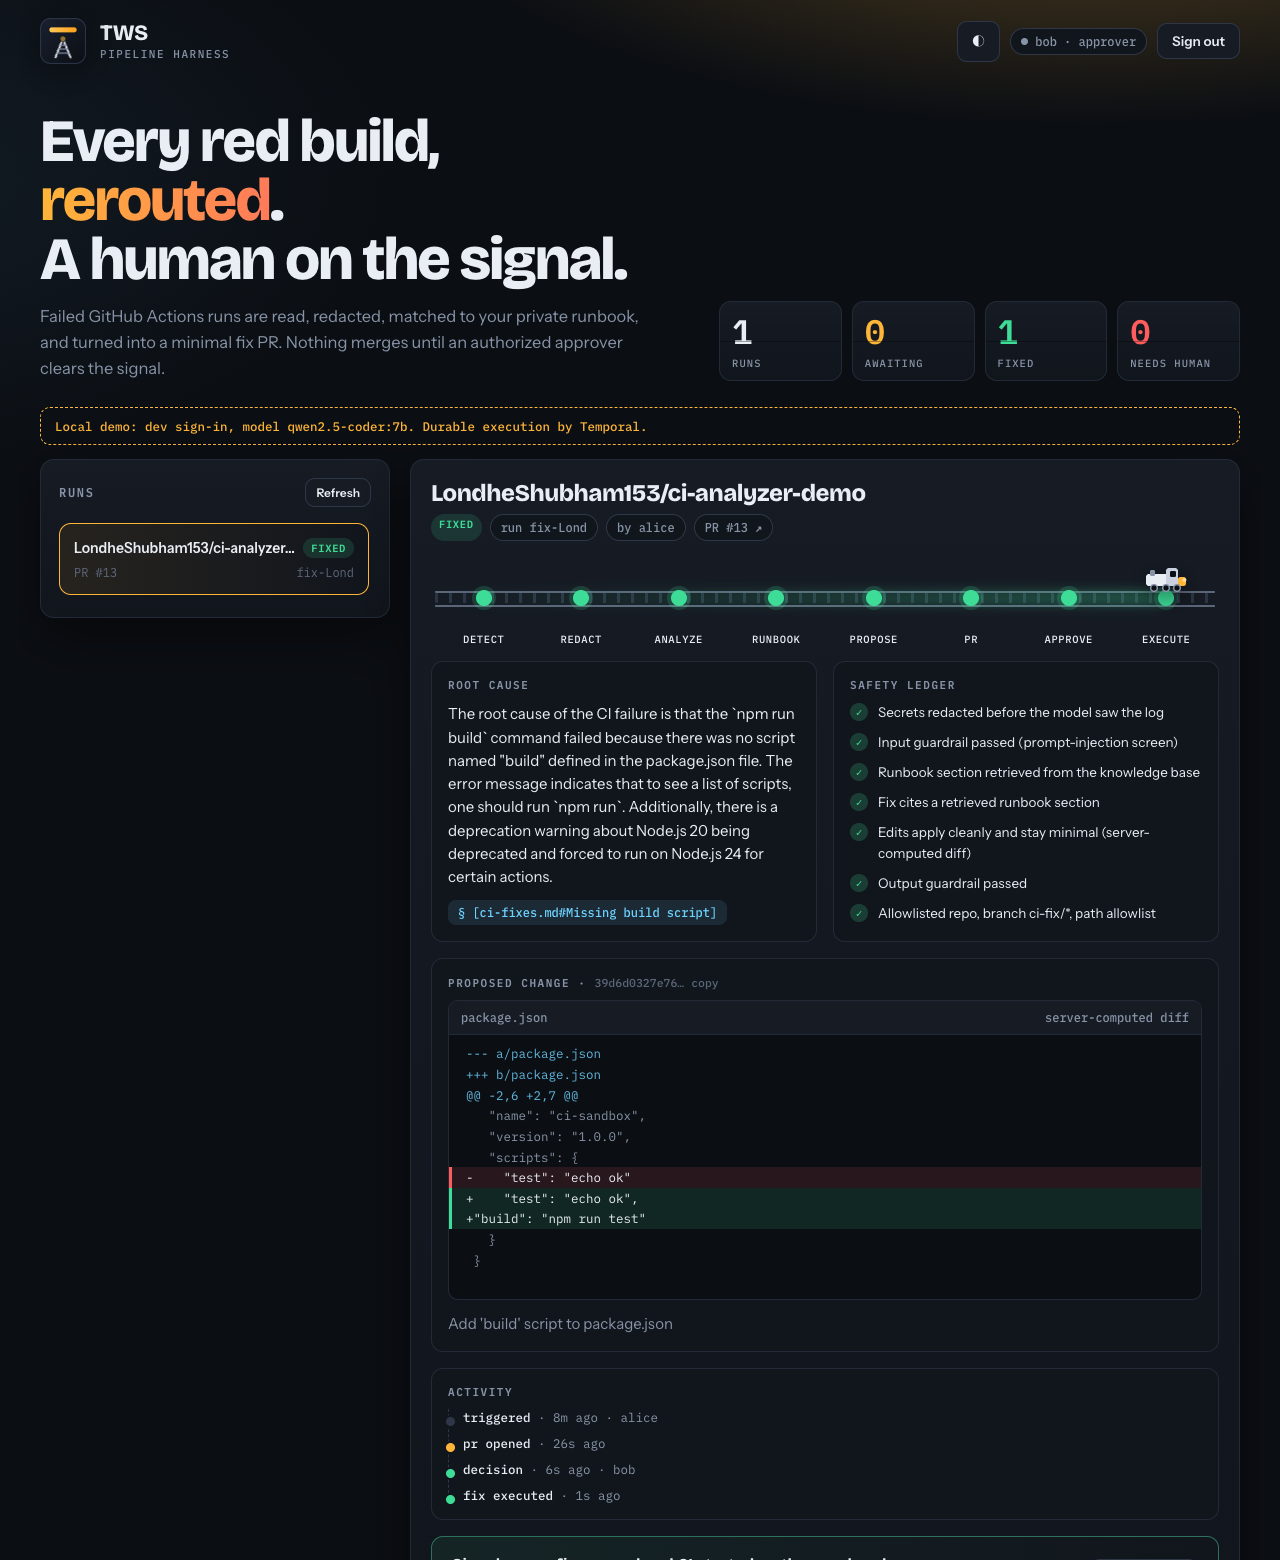 TWS
PIPELINE HARNESS
bob · approver
Sign out
Every red build,
rerouted.
A human on the signal.
Failed GitHub Actions runs are read, redacted, matched to your private runbook,
and turned into a minimal fix PR. Nothing merges until an authorized approver
clears the signal.
1
RUNS
0
AWAITING
1
FIXED
0
NEEDS HUMAN
Local demo: dev sign-in, model qwen2.5-coder:7b. Durable execution by Temporal.
RUNS
Refresh
LondheShubham153/ci-analyzer…
FIXED
PR #13
fix-Lond
LondheShubham153/ci-analyzer-demo
FIXED
run fix-Lond
by alice
PR #13 ↗
DETECT
REDACT
ANALYZE
RUNBOOK
PROPOSE
PR
APPROVE
EXECUTE
ROOT CAUSE
The root cause of the CI failure is that the `npm run
build` command failed because there was no script
named "build" defined in the package.json file. The
error message indicates that to see a list of scripts,
one should run `npm run`. Additionally, there is a
deprecation warning about Node.js 20 being
deprecated and forced to run on Node.js 24 for
certain actions.
§ [ci-fixes.md#Missing build script]
SAFETY LEDGER
✓ Secrets redacted before the model saw the log
✓ Input guardrail passed (prompt-injection screen)
✓ Runbook section retrieved from the knowledge base
✓ Fix cites a retrieved runbook section
✓ Edits apply cleanly and stay minimal (server-
computed diff)
✓ Output guardrail passed
✓ Allowlisted repo, branch ci-fix/*, path allowlist
PROPOSED CHANGE · 39d6d0327e76… copy
package.json
server-computed diff
--- a/package.json
+++ b/package.json
@@ -2,6 +2,7 @@
"name": "ci-sandbox",
"version": "1.0.0",
"scripts": {
-    "test": "echo ok"
+    "test": "echo ok",
+"build": "npm run test"
}
}
Add 'build' script to package.json
ACTIVITY
triggered · 8m ago · alice
pr opened · 26s ago
decision · 6s ago · bob
fix executed · 1s ago